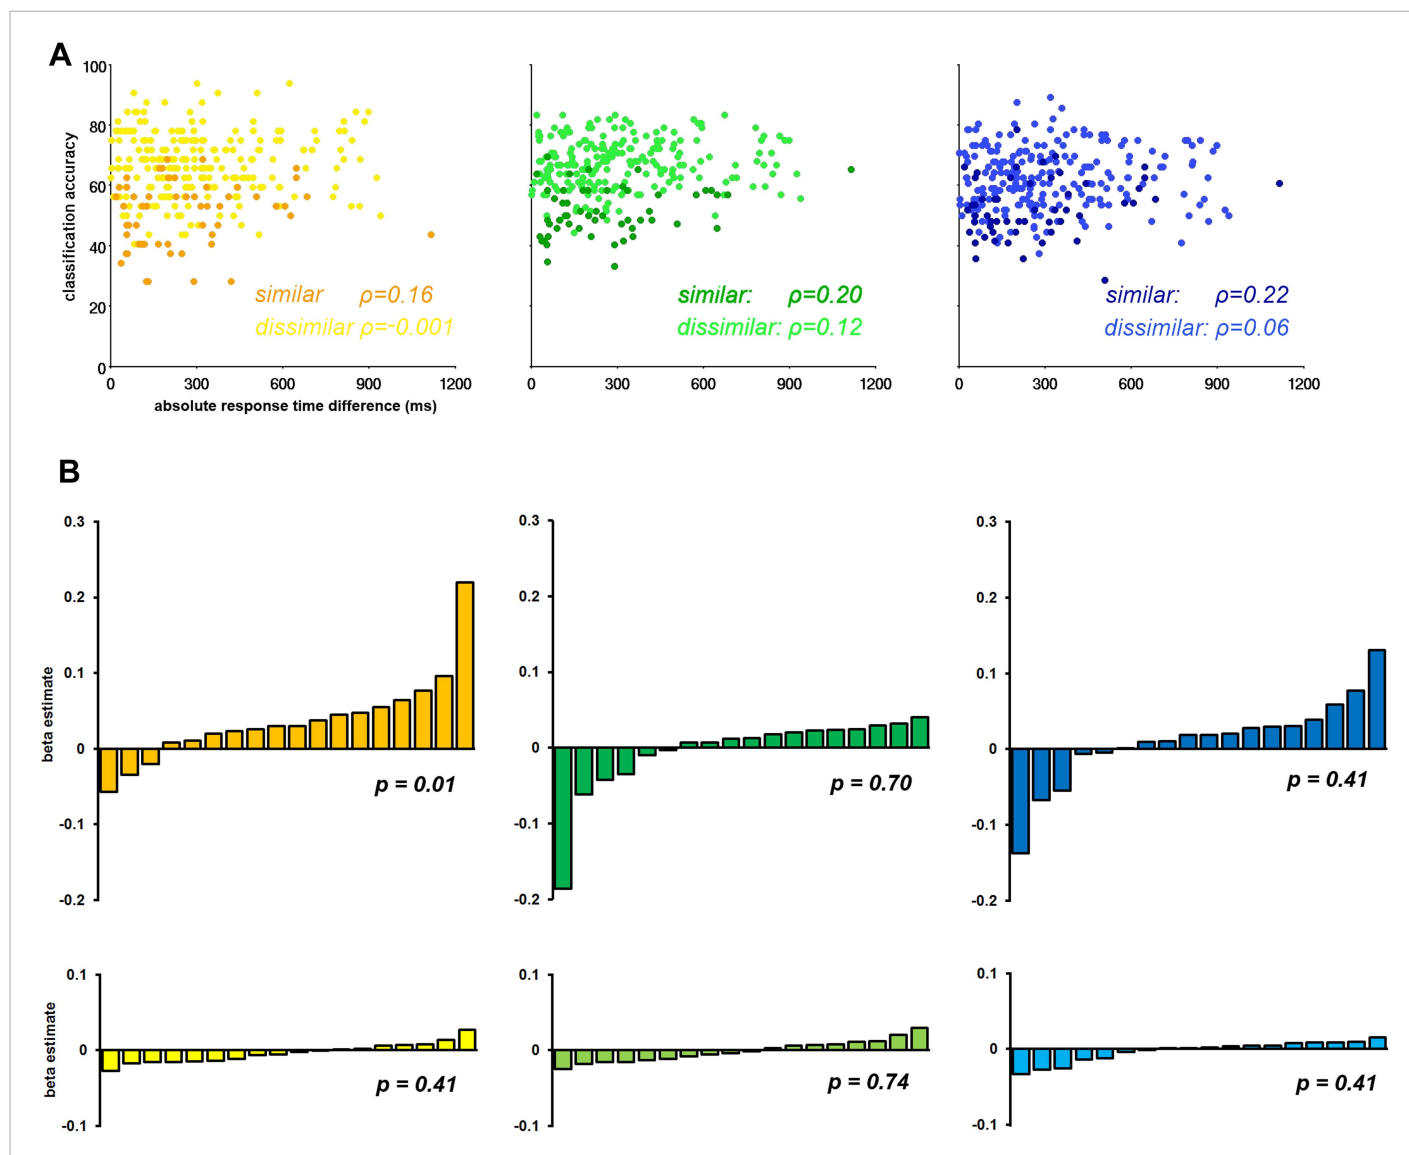 A
classification accuracy
100
80
60
40
20
0
0 300 600 900 1200
absolute response time difference (ms)
similar ρ=0.16
dissimilar ρ=-0.001
0 300 600 900 1200
similar: ρ=0.20
dissimilar: ρ=0.12
0 300 600 900 1200
similar: ρ=0.22
dissimilar: ρ=0.06
B
beta estimate
0.3
0.2
0.1
0
-0.1
-0.2
p = 0.01
0.3
0.2
0.1
0
-0.1
-0.2
p = 0.70
0.3
0.2
0.1
0
-0.1
-0.2
p = 0.41
beta estimate
0.1
0
-0.1
p = 0.41
0.1
0
-0.1
p = 0.74
0.1
0
-0.1
p = 0.41